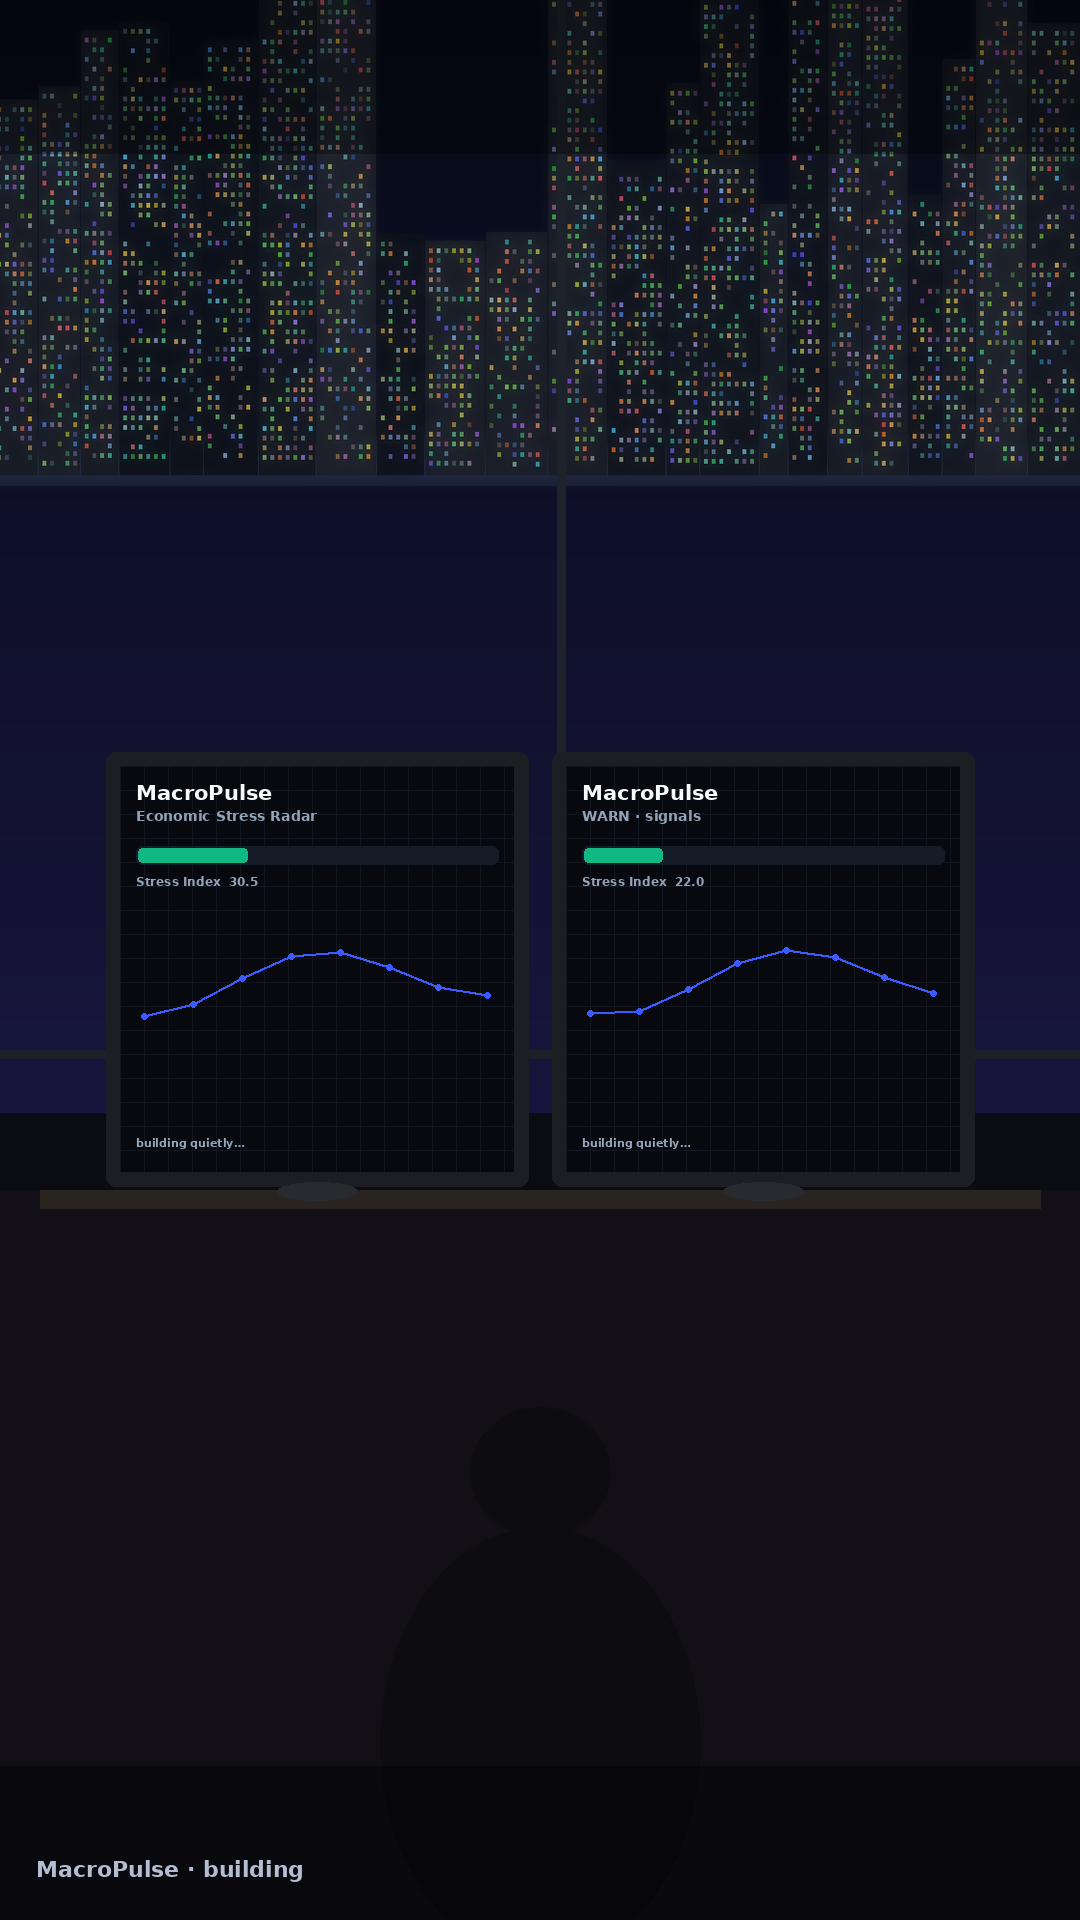 MacroPulse
Economic Stress Radar
Stress Index 30.5
building quietly...
MacroPulse
WARN · signals
Stress Index 22.0
building quietly...
MacroPulse · building